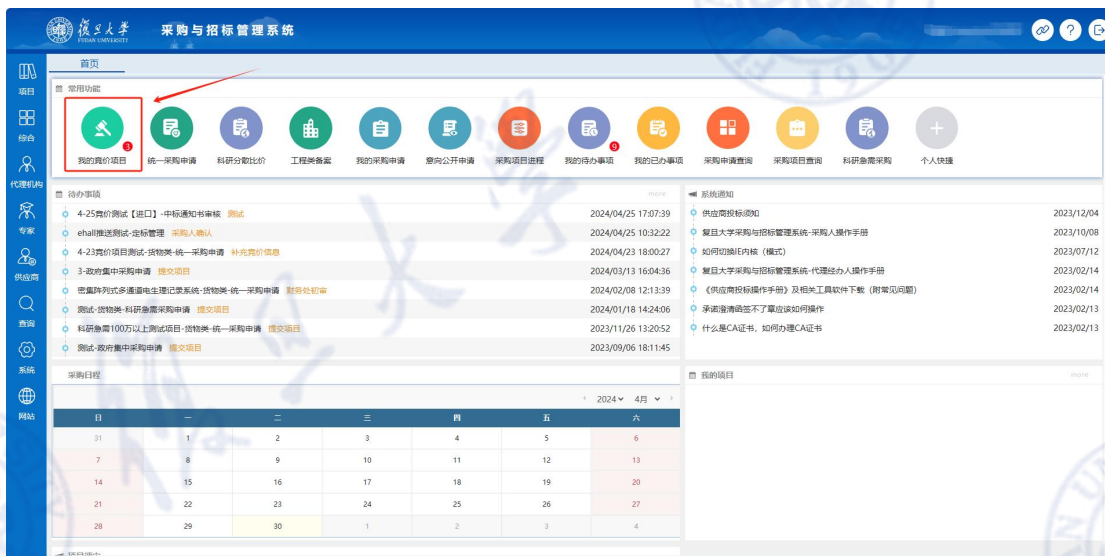 復旦大學 采购与招标管理系统
FUDAN UNIVERSITY
首页
项目
综合
代理机构
专家
供应商
查询
系统
网站
常用功能
3 9
我的竞价项目 统一采购申请 科研分散比价 工程类备案 我的采购申请 意向公开申请 采购项目进程 我的待办事项 我的已办事项 采购申请查询 采购项目查询 科研急需采购 个人快捷
待办事项 more
4-25竞价测试【进口】-中标通知书审核 测试 2024/04/25 17:07:39
ehall推送测试-定标管理 采购人确认 2024/04/25 10:32:22
4-23竞价项目测试-货物类-统一采购申请 补充竞价信息 2024/04/23 18:00:27
3-政府集中采购申请 提交项目 2024/03/13 16:04:36
密集阵列式多通道电生理记录系统-货物类-统一采购申请 财务处初审 2024/02/08 12:13:39
测试-货物类-科研急需采购申请 提交项目 2024/01/18 14:24:06
科研急需100万以上测试项目-货物类-统一采购申请 提交项目 2023/11/26 13:20:52
测试-政府集中采购申请 提交项目 2023/09/06 18:11:45
系统通知
供应商投标须知 2023/12/04
复旦大学采购与招标管理系统-采购人操作手册 2023/10/08
如何切换IE内核（模式） 2023/07/12
复旦大学采购与招标管理系统-代理经办人操作手册 2023/02/14
《供应商投标操作手册》及相关工具软件下载（附常见问题） 2023/02/14
承诺澄清函签不了章应该如何操作 2023/02/13
什么是CA证书，如何办理CA证书 2023/02/13
采购日程
2024 4月
日 一 二 三 四 五 六
31 1 2 3 4 5 6
7 8 9 10 11 12 13
14 15 16 17 18 19 20
21 22 23 24 25 26 27
28 29 30 1 2 3 4
我的项目 more